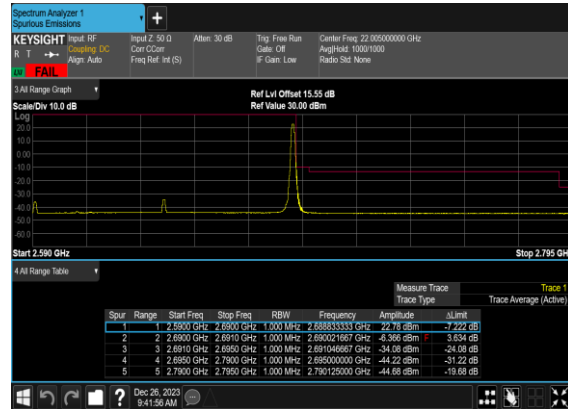 Spectrum Analyzer 1
Spurious Emissions
KEYSIGHT
R T
LW FAIL
Input: RF
Coupling: DC
Align: Auto
Input Z: 50 Ω
Corr CCorr
Freq Ref: Int (S)
Atten: 30 dB
Trig: Free Run
Gate: Off
IF Gain: Low
Center Freq: 22.005000000 GHz
Avg|Hold: 1000/1000
Radio Std: None
3 All Range Graph
Scale/Div 10.0 dB
Ref Lvl Offset 15.55 dB
Ref Value 30.00 dBm
Log
20.0
10.0
0.00
-10.0
-20.0
-30.0
-40.0
-50.0
-60.0
Start 2.590 GHz
Stop 2.795 GH
4 All Range Table
Measure Trace Trace 1
Trace Type Trace Average (Active)
Spur Range Start Freq Stop Freq RBW Frequency Amplitude ΔLimit
1 1 2.5900 GHz 2.6900 GHz 1.000 MHz 2.688833333 GHz 22.78 dBm -7.222 dB
2 2 2.6900 GHz 2.6910 GHz 1.000 MHz 2.690021667 GHz -6.366 dBm F 3.634 dB
3 3 2.6910 GHz 2.6950 GHz 1.000 MHz 2.691046667 GHz -34.08 dBm -24.08 dB
4 4 2.6950 GHz 2.7900 GHz 1.000 MHz 2.695000000 GHz -44.22 dBm -31.22 dB
5 5 2.7900 GHz 2.7950 GHz 1.000 MHz 2.790125000 GHz -44.68 dBm -19.68 dB
Dec 26, 2023
9:41:56 AM